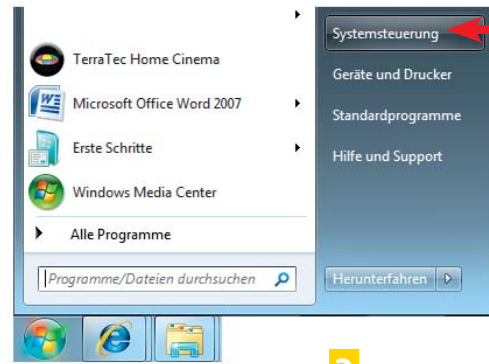 TerraTec Home Cinema
Microsoft Office Word 2007
Erste Schritte
Windows Media Center
Alle Programme
Programme/Dateien durchsuchen
Systemsteuerung
Geräte und Drucker
Standardprogramme
Hilfe und Support
Herunterfahren